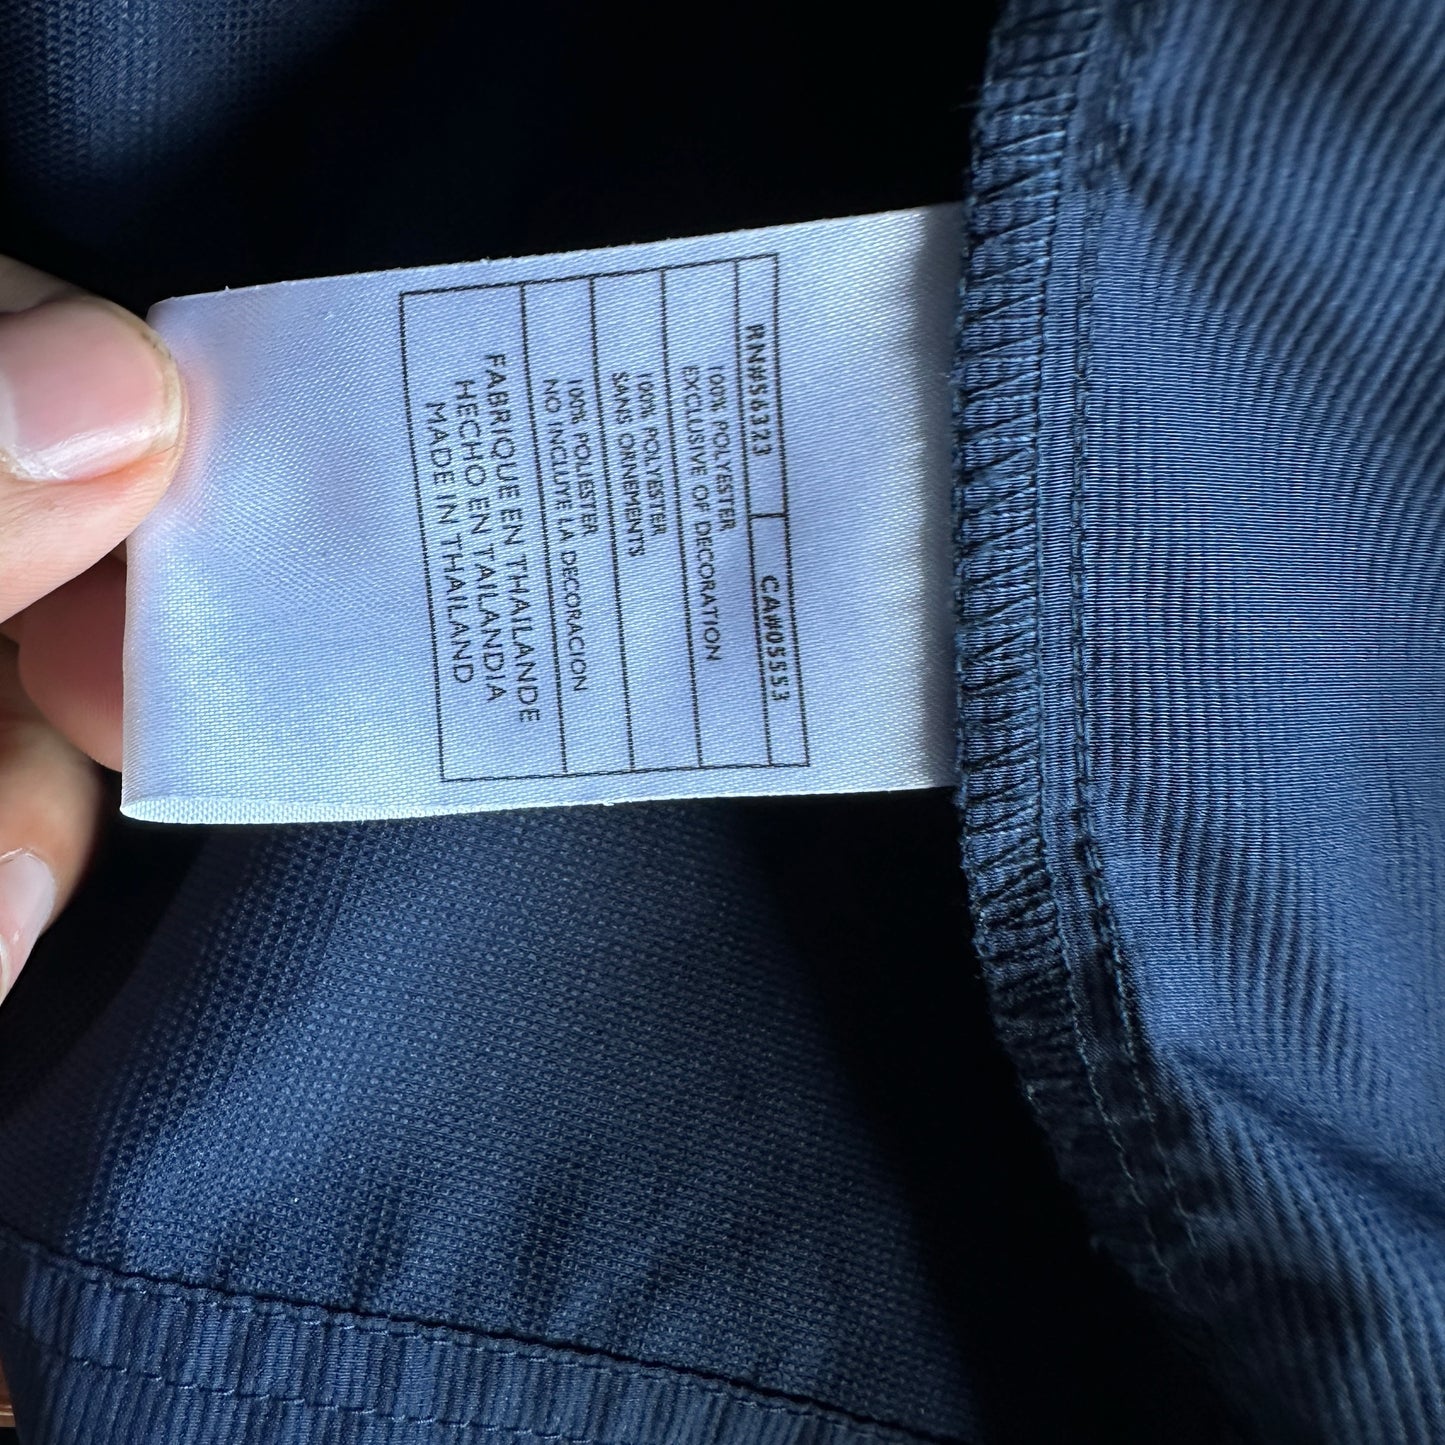 RN#56323 CA#05553
100% POLYESTER
EXCLUSIVE OF DECORATION
100% POLYESTER
SANS ORNEMENTS
100% POLIESTER
NO INCLUYE LA DECORACION
FABRIQUE EN THAILANDE
HECHO EN TAILANDIA
MADE IN THAILAND